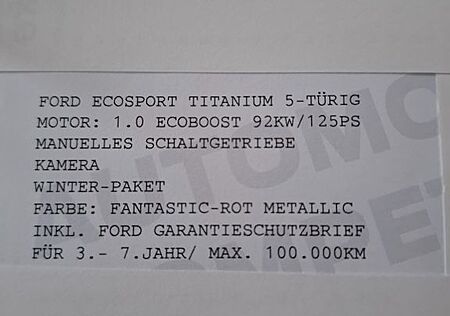 FORD ECOSPORT TITANIUM 5-TÜRIG
MOTOR: 1.0 ECOBOOST 92KW/125PS
MANUELLES SCHALTGETRIEBE
KAMERA
WINTER-PAKET
FARBE: FANTASTIC-ROT METALLIC
INKL. FORD GARANTIESCHUTZBRIEF
FÜR 3.- 7.JAHR/ MAX. 100.000KM